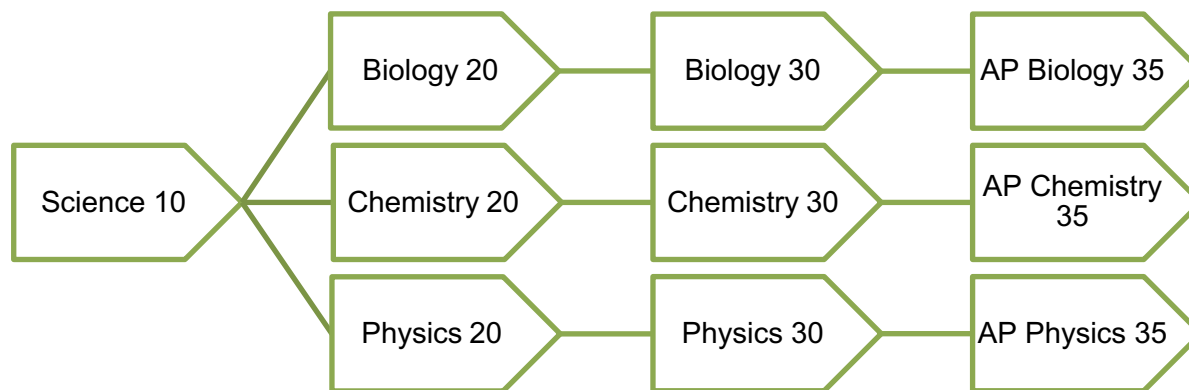 Biology 20
Biology 30
AP Biology 35
Science 10
Chemistry 20
Chemistry 30
AP Chemistry
35
Physics 20
Physics 30
AP Physics 35